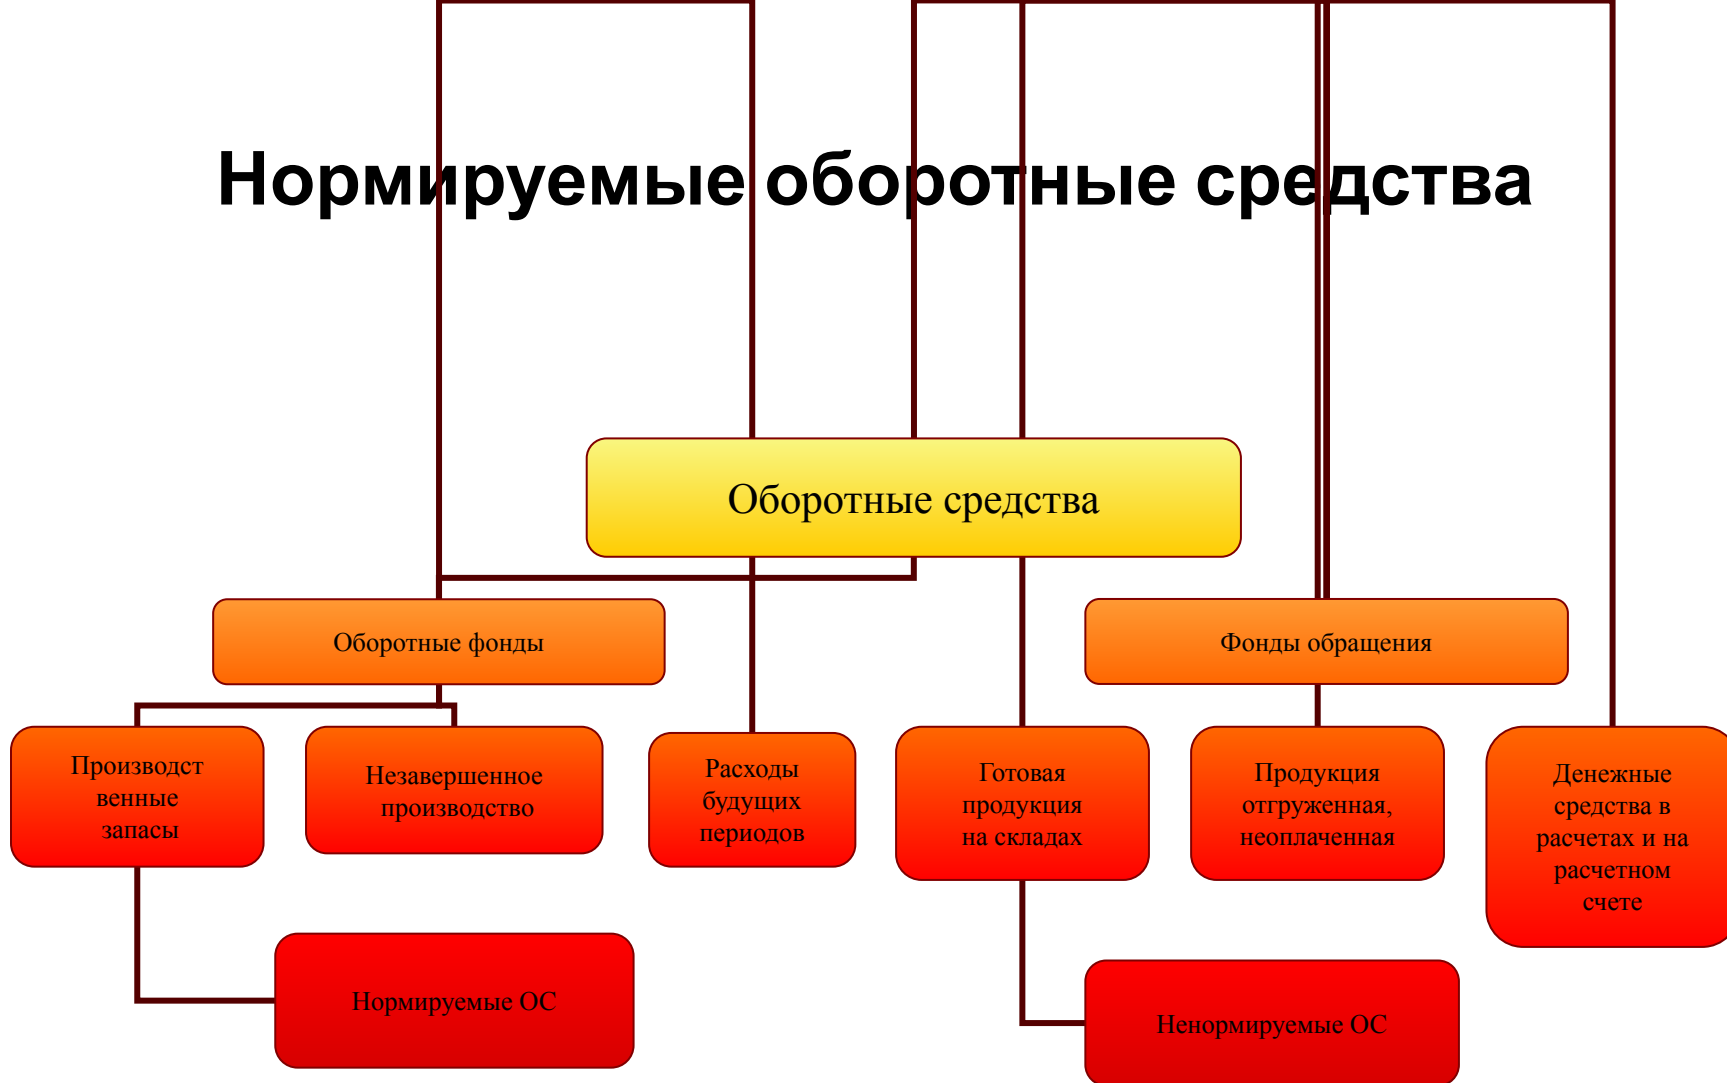 Нормируемые оборотные средства
Оборотные средства
Оборотные фонды
Фонды обращения
Производст
венные
запасы
Незавершенное
производство
Расходы
будущих
периодов
Готовая
продукция
на складах
Продукция
отгруженная,
неоплаченная
Денежные
средства в
расчетах и на
расчетном
счете
Нормируемые ОС
Ненормируемые ОС